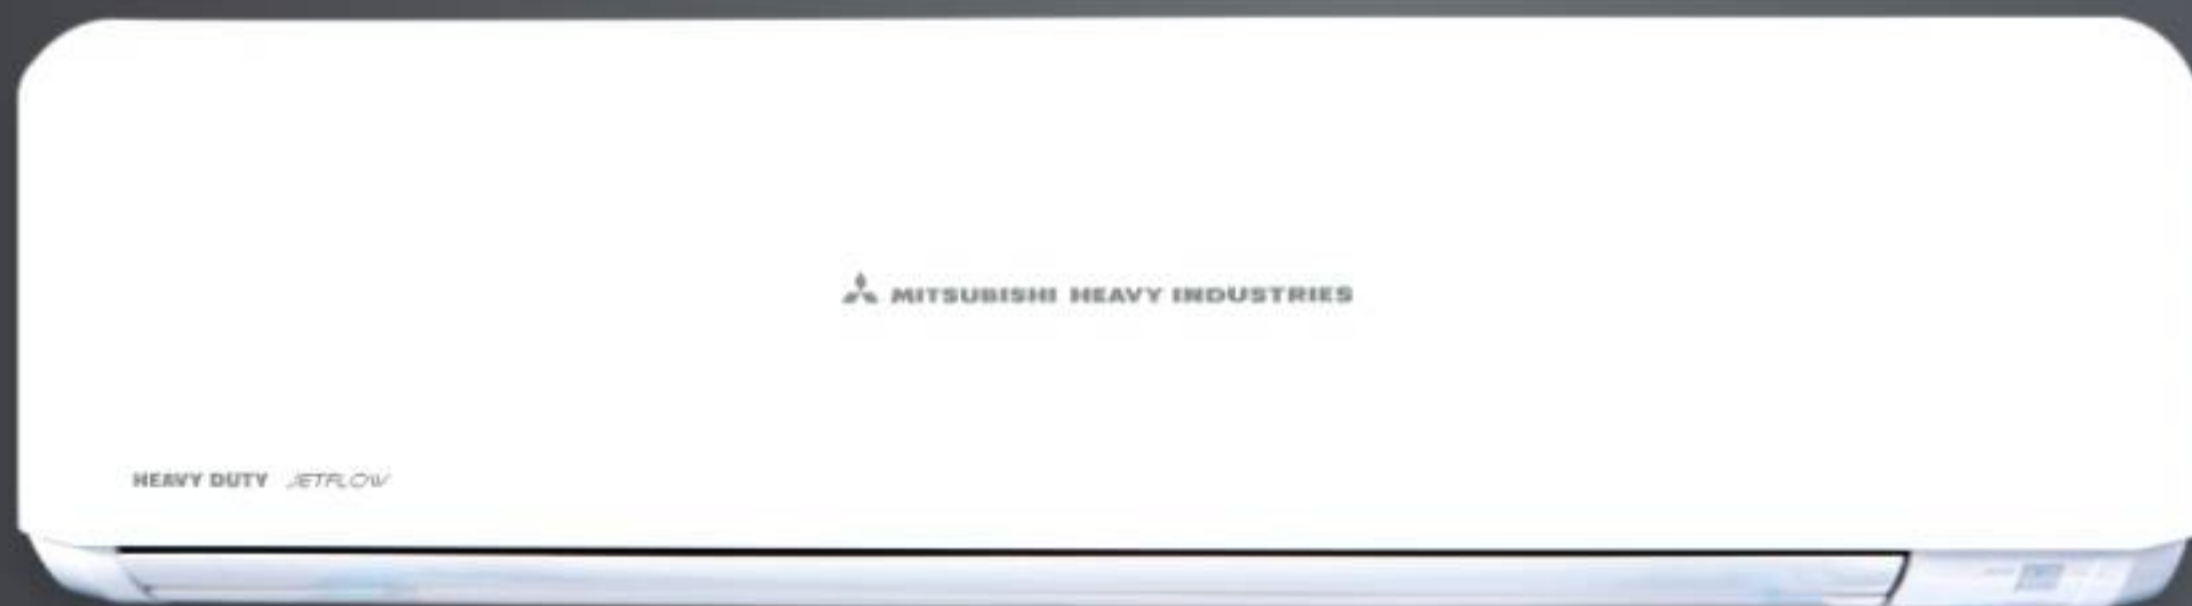 MITSUBISHI HEAVY INDUSTRIES
HEAVY DUTY JETFLOW